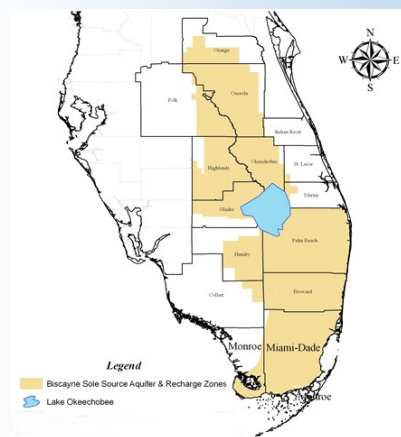 Orange
N
W E
S
Polk
Osceola
Indian River
Okeechobee
St. Lucie
Highlands
Martin
Glades
Palm Beach
Hendry
Collier
Broward
Monroe
Miami-Dade
Legend
Biscayne Sole Source Aquifer & Recharge Zones
Lake Okeechobee
Monroe